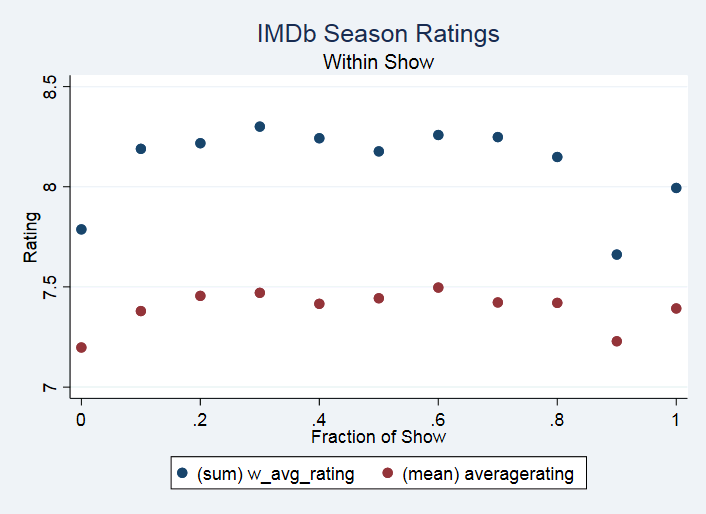 IMDb Season Ratings
Within Show
8.5
8
7.5
7
Rating
0 .2 .4 .6 .8 1
Fraction of Show
(sum) w_avg_rating (mean) averagerating